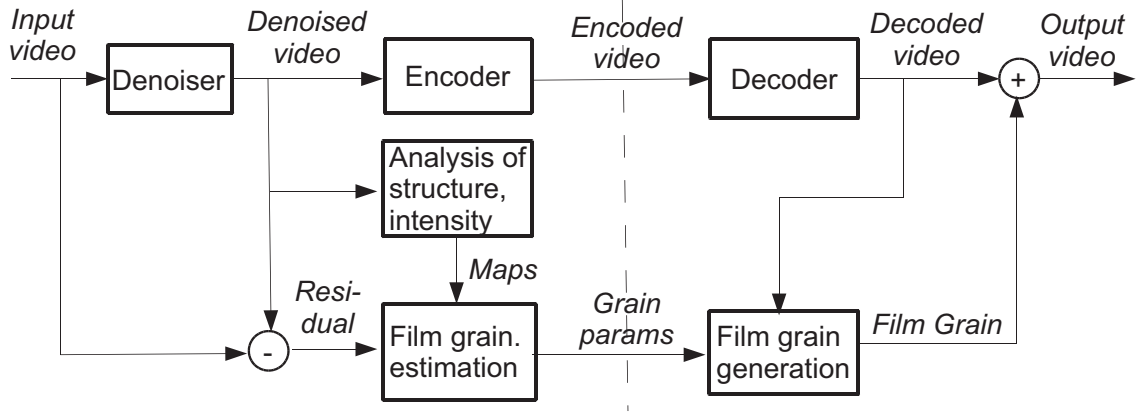 Input
video
Denoiser
Denoised
video
Encoder
Encoded
video
Decoder
Decoded
video
+
Output
video
Analysis of
structure,
intensity
Maps
-
Resi-
dual
Film grain.
estimation
Grain
params
Film grain
generation
Film Grain